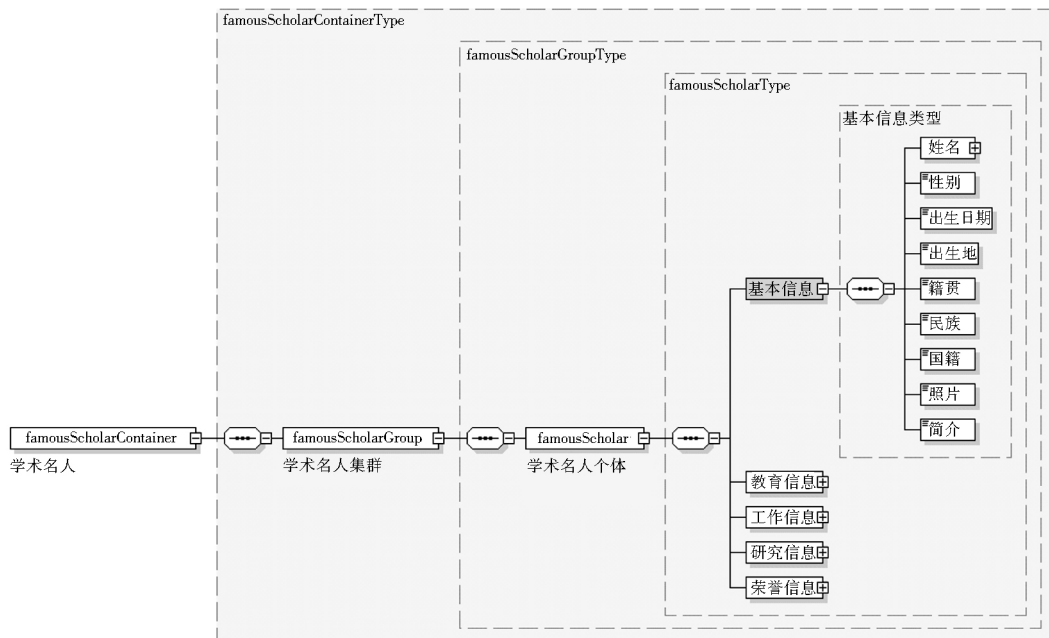 famousScholarContainerType
famousScholarGroupType
famousScholarType
基本信息类型
姓名
性别
出生日期
出生地
基本信息
籍贯
民族
国籍
照片
简介
famousScholarContainer
famousScholarGroup
famousScholar
学术名人
学术名人集群
学术名人个体
教育信息
工作信息
研究信息
荣誉信息